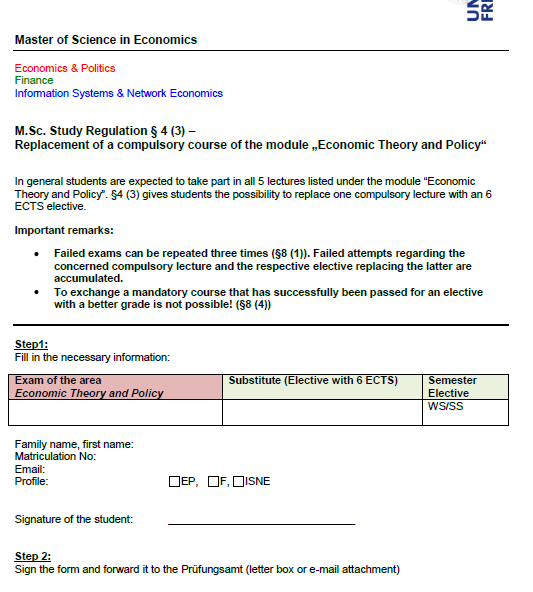 Master of Science in Economics
Economics & Politics
Finance
Information Systems & Network Economics
M.Sc. Study Regulation § 4 (3) –
Replacement of a compulsory course of the module „Economic Theory and Policy“
In general students are expected to take part in all 5 lectures listed under the module “Economic
Theory and Policy”. §4 (3) gives students the possibility to replace one compulsory lecture with an 6
ECTS elective.
Important remarks:
• Failed exams can be repeated three times (§8 (1)). Failed attempts regarding the
concerned compulsory lecture and the respective elective replacing the latter are
accumulated.
• To exchange a mandatory course that has successfully been passed for an elective
with a better grade is not possible! (§8 (4))
Step1:
Fill in the necessary information:
Exam of the area
Economic Theory and Policy
Substitute (Elective with 6 ECTS)
Semester
Elective
WS/SS
Family name, first name:
Matriculation No:
Email:
Profile: ☐EP, ☐F, ☐ISNE
Signature of the student:
Step 2:
Sign the form and forward it to the Prüfungsamt (letter box or e-mail attachment)